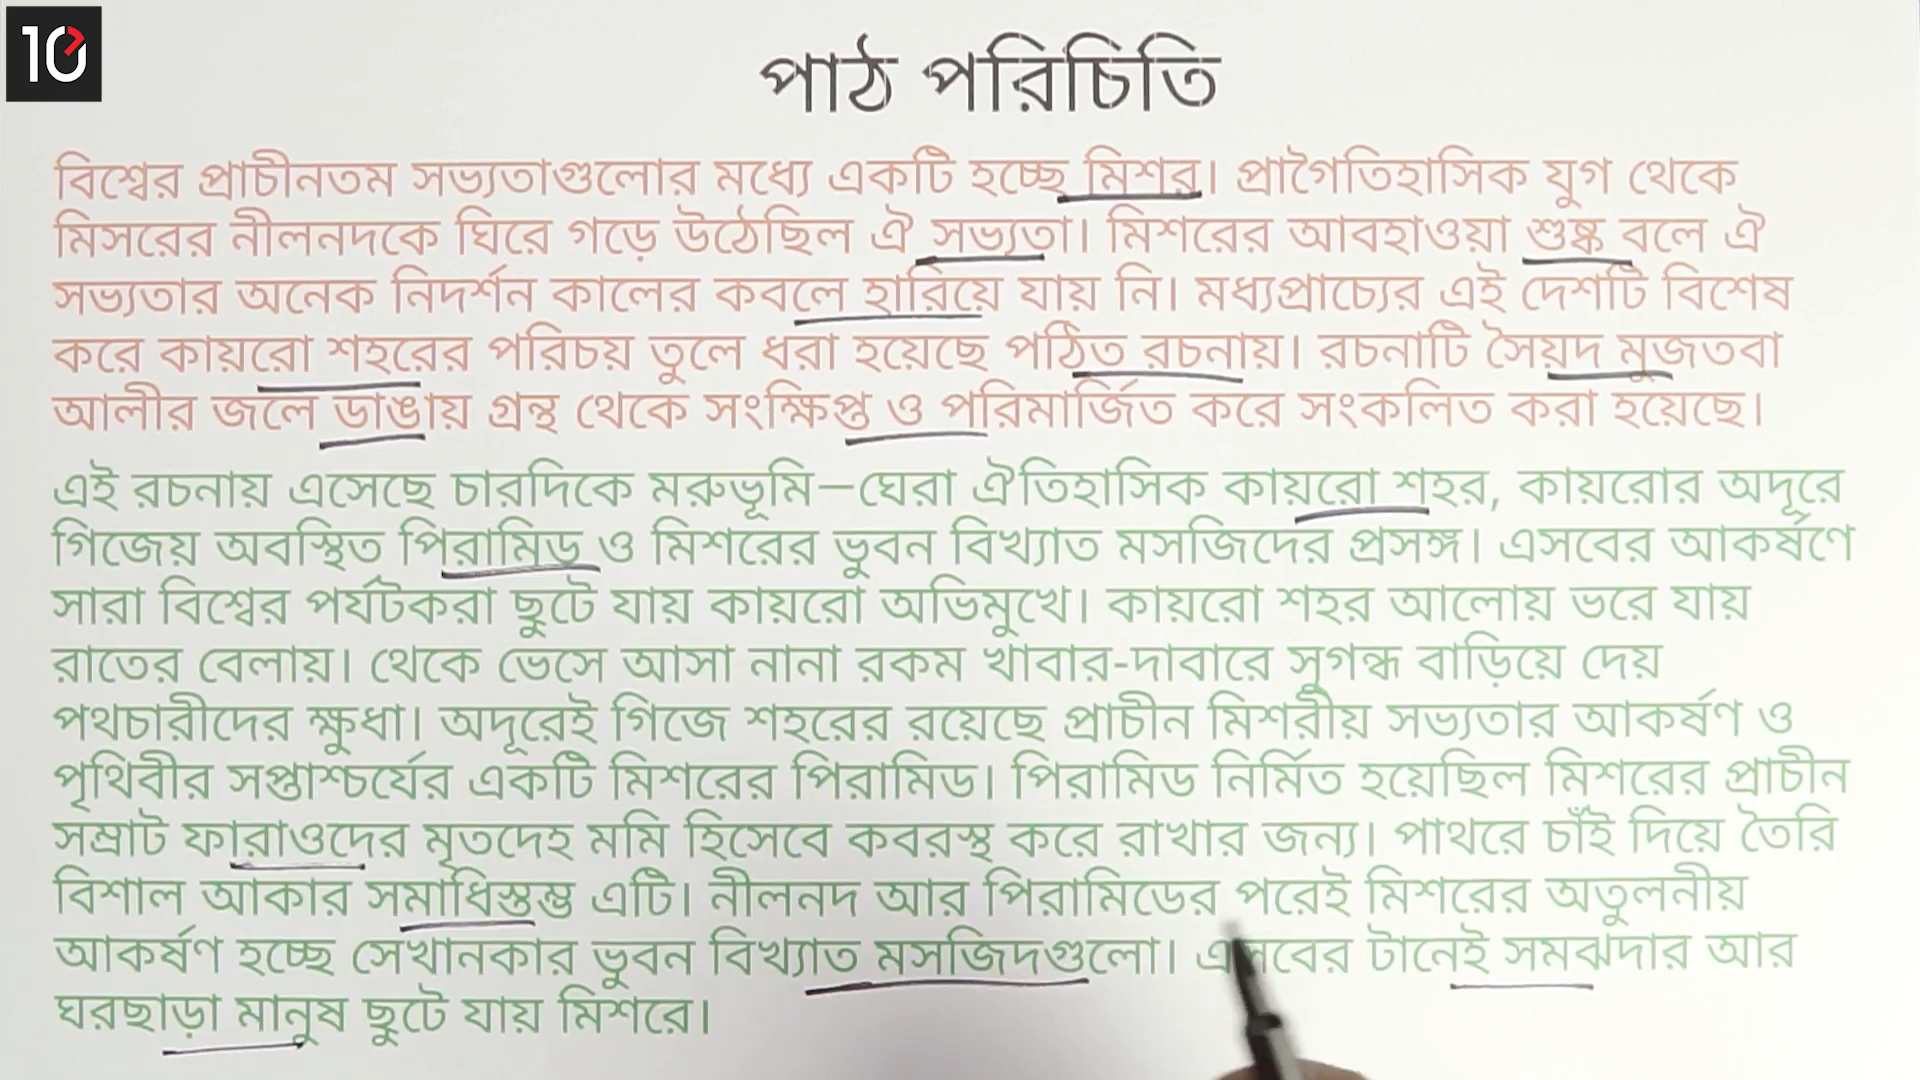 10
পাঠ পরিচিতি
বিশ্বের প্রাচীনতম সভ্যতাগুলোর মধ্যে একটি হচ্ছে মিশর। প্রাগৈতিহাসিক যুগ থেকে
মিসরের নীলনদকে ঘিরে গড়ে উঠেছিল ঐ সভ্যতা। মিশরের আবহাওয়া শুষ্ক বলে ঐ
সভ্যতার অনেক নিদর্শন কালের কবলে হারিয়ে যায় নি। মধ্যপ্রাচ্যের এই দেশটি বিশেষ
করে কায়রো শহরের পরিচয় তুলে ধরা হয়েছে পঠিত রচনায়। রচনাটি সৈয়দ মুজতবা
আলীর জলে ডাঙায় গ্রন্থ থেকে সংক্ষিপ্ত ও পরিমার্জিত করে সংকলিত করা হয়েছে।
এই রচনায় এসেছে চারদিকে মরুভূমি—ঘেরা ঐতিহাসিক কায়রো শহর, কায়রোর অদূরে
গিজেয় অবস্থিত পিরামিড ও মিশরের ভুবন বিখ্যাত মসজিদের প্রসঙ্গ। এসবের আকর্ষণে
সারা বিশ্বের পর্যটকরা ছুটে যায় কায়রো অভিমুখে। কায়রো শহর আলোয় ভরে যায়
রাতের বেলায়। থেকে ভেসে আসা নানা রকম খাবার-দাবারে সুগন্ধ বাড়িয়ে দেয়
পথচারীদের ক্ষুধা। অদূরেই গিজে শহরের রয়েছে প্রাচীন মিশরীয় সভ্যতার আকর্ষণ ও
পৃথিবীর সপ্তাশ্চর্যের একটি মিশরের পিরামিড। পিরামিড নির্মিত হয়েছিল মিশরের প্রাচীন
সম্রাট ফারাওদের মৃতদেহ মমি হিসেবে কবরস্থ করে রাখার জন্য। পাথরে চাঁই দিয়ে তৈরি
বিশাল আকার সমাধিস্তম্ভ এটি। নীলনদ আর পিরামিডের পরেই মিশরের অতুলনীয়
আকর্ষণ হচ্ছে সেখানকার ভুবন বিখ্যাত মসজিদগুলো। এসবের টানেই সমঝদার আর
ঘরছাড়া মানুষ ছুটে যায় মিশরে।